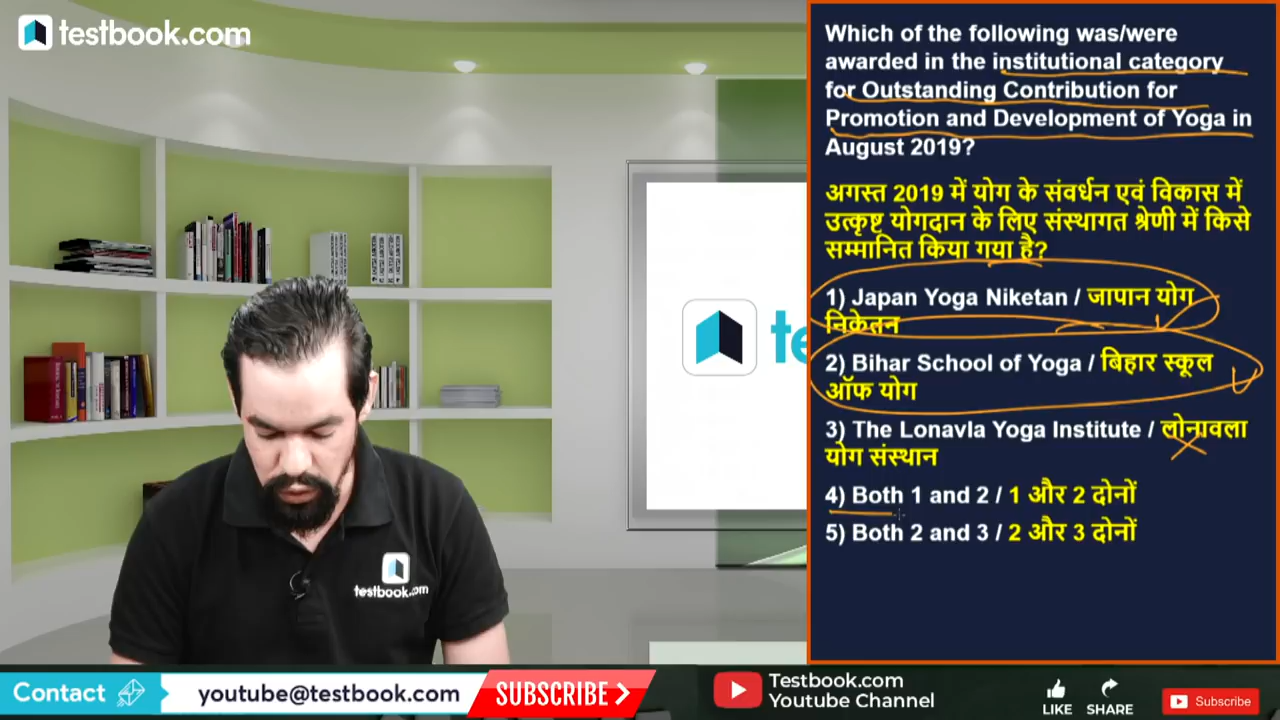 testbook.com
Which of the following was/were
awarded in the institutional category
for Outstanding Contribution for
Promotion and Development of Yoga in
August 2019?
अगस्त 2019 में योग के संवर्धन एवं विकास में
उत्कृष्ट योगदान के लिए संस्थागत श्रेणी में किसे
सम्मानित किया गया है?
1) Japan Yoga Niketan / जापान योग
निकेतन
2) Bihar School of Yoga / बिहार स्कूल
ऑफ योग
3) The Lonavla Yoga Institute / लोनावला
योग संस्थान
4) Both 1 and 2 / 1 और 2 दोनों
5) Both 2 and 3 / 2 और 3 दोनों
te
testbook.com
Contact
youtube@testbook.com
SUBSCRIBE
Testbook.com
Youtube Channel
LIKE
SHARE
Subscribe